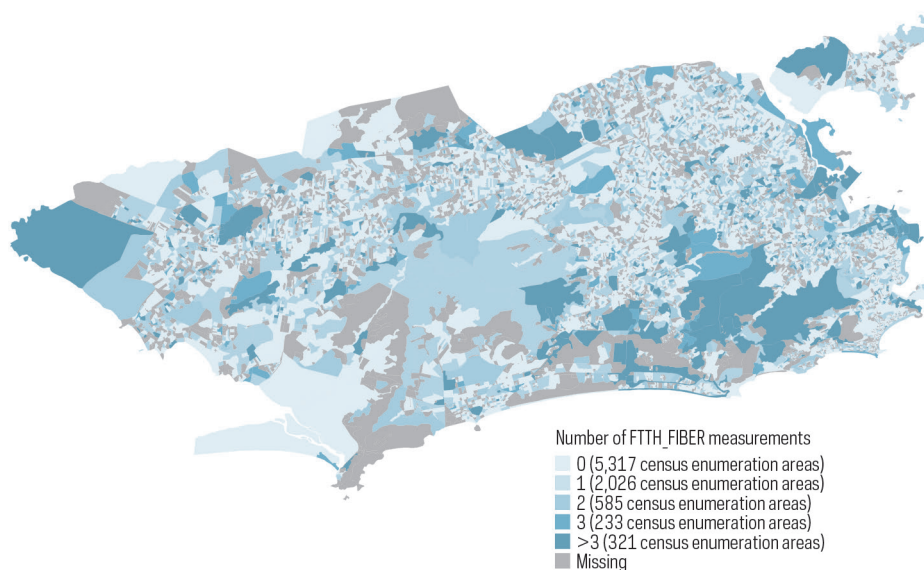 Number of FTTH_FIBER measurements
0 (5,317 census enumeration areas)
1 (2,026 census enumeration areas)
2 (585 census enumeration areas)
3 (233 census enumeration areas)
>3 (321 census enumeration areas)
Missing